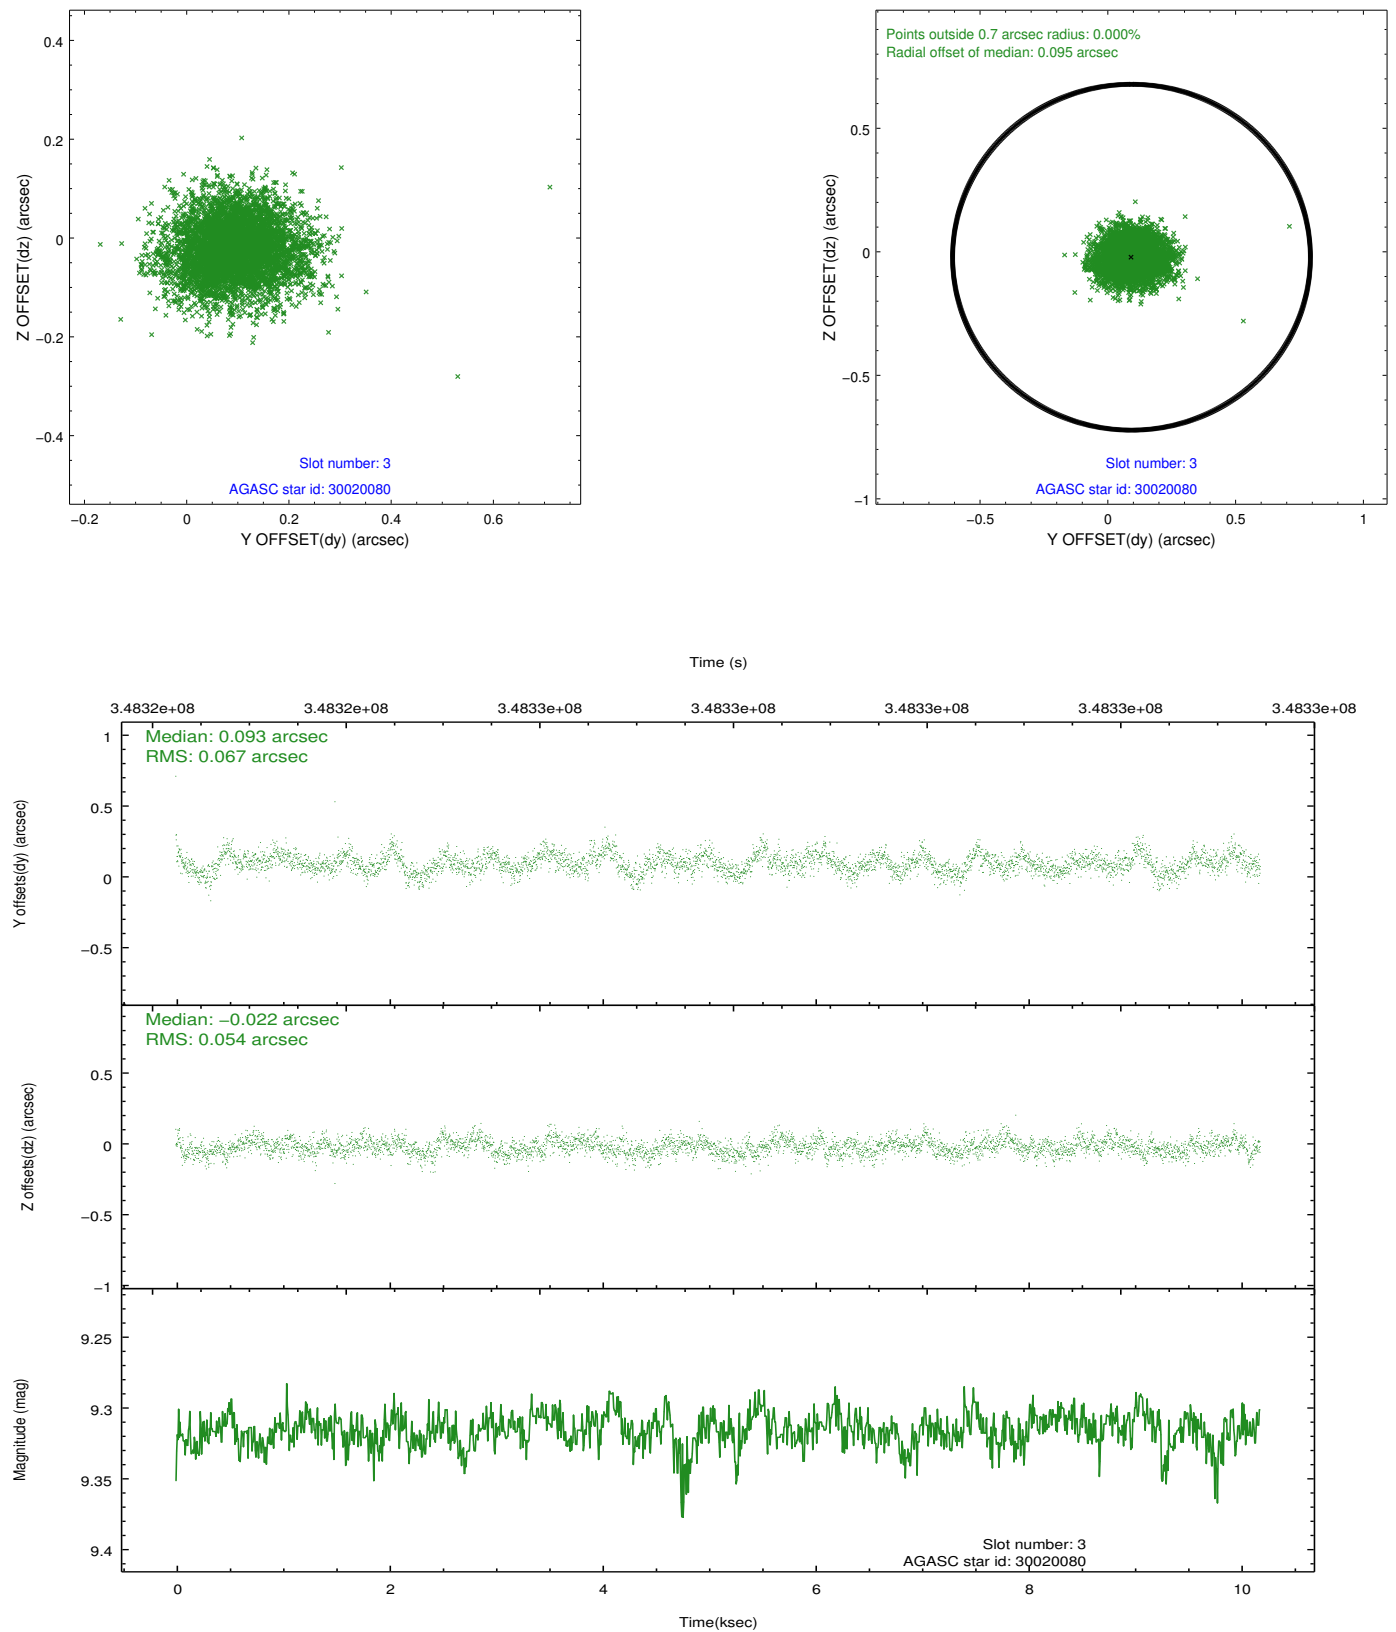 0.4
0.2
0
−0.2
−0.4
Z OFFSET(dz) (arcsec)
Slot number: 3
AGASC star id: 30020080
−0.2 0 0.2 0.4 0.6
Y OFFSET(dy) (arcsec)
Points outside 0.7 arcsec radius: 0.000%
Radial offset of median: 0.095 arcsec
0.5
0
−0.5
−1
Z OFFSET(dz) (arcsec)
Slot number: 3
AGASC star id: 30020080
−0.5 0 0.5 1
Y OFFSET(dy) (arcsec)
Time (s)
3.4832e+08 3.4832e+08 3.4833e+08 3.4833e+08 3.4833e+08 3.4833e+08 3.4833e+08
Median: 0.093 arcsec
RMS: 0.067 arcsec
1
0.5
0
−0.5
Y offsets(dy) (arcsec)
Median: −0.022 arcsec
RMS: 0.054 arcsec
0.5
0
−0.5
−1
Z offsets(dz) (arcsec)
9.25
9.3
9.35
9.4
Magnitude (mag)
Slot number: 3
AGASC star id: 30020080
0 2 4 6 8 10
Time(ksec)